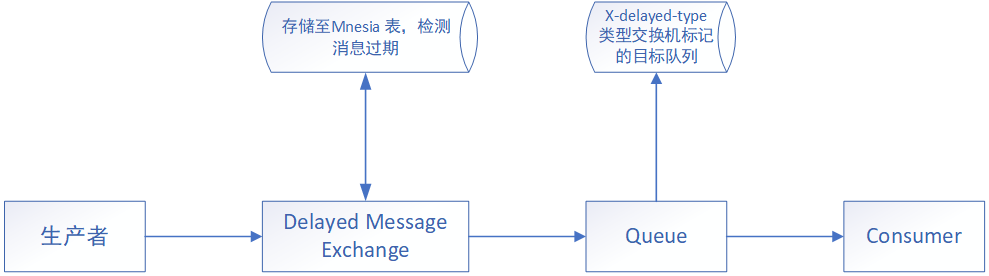 存储至Mnesia 表，检测
消息过期
X-delayed-type
类型交换机标记
的目标队列
生产者
Delayed Message
Exchange
Queue
Consumer